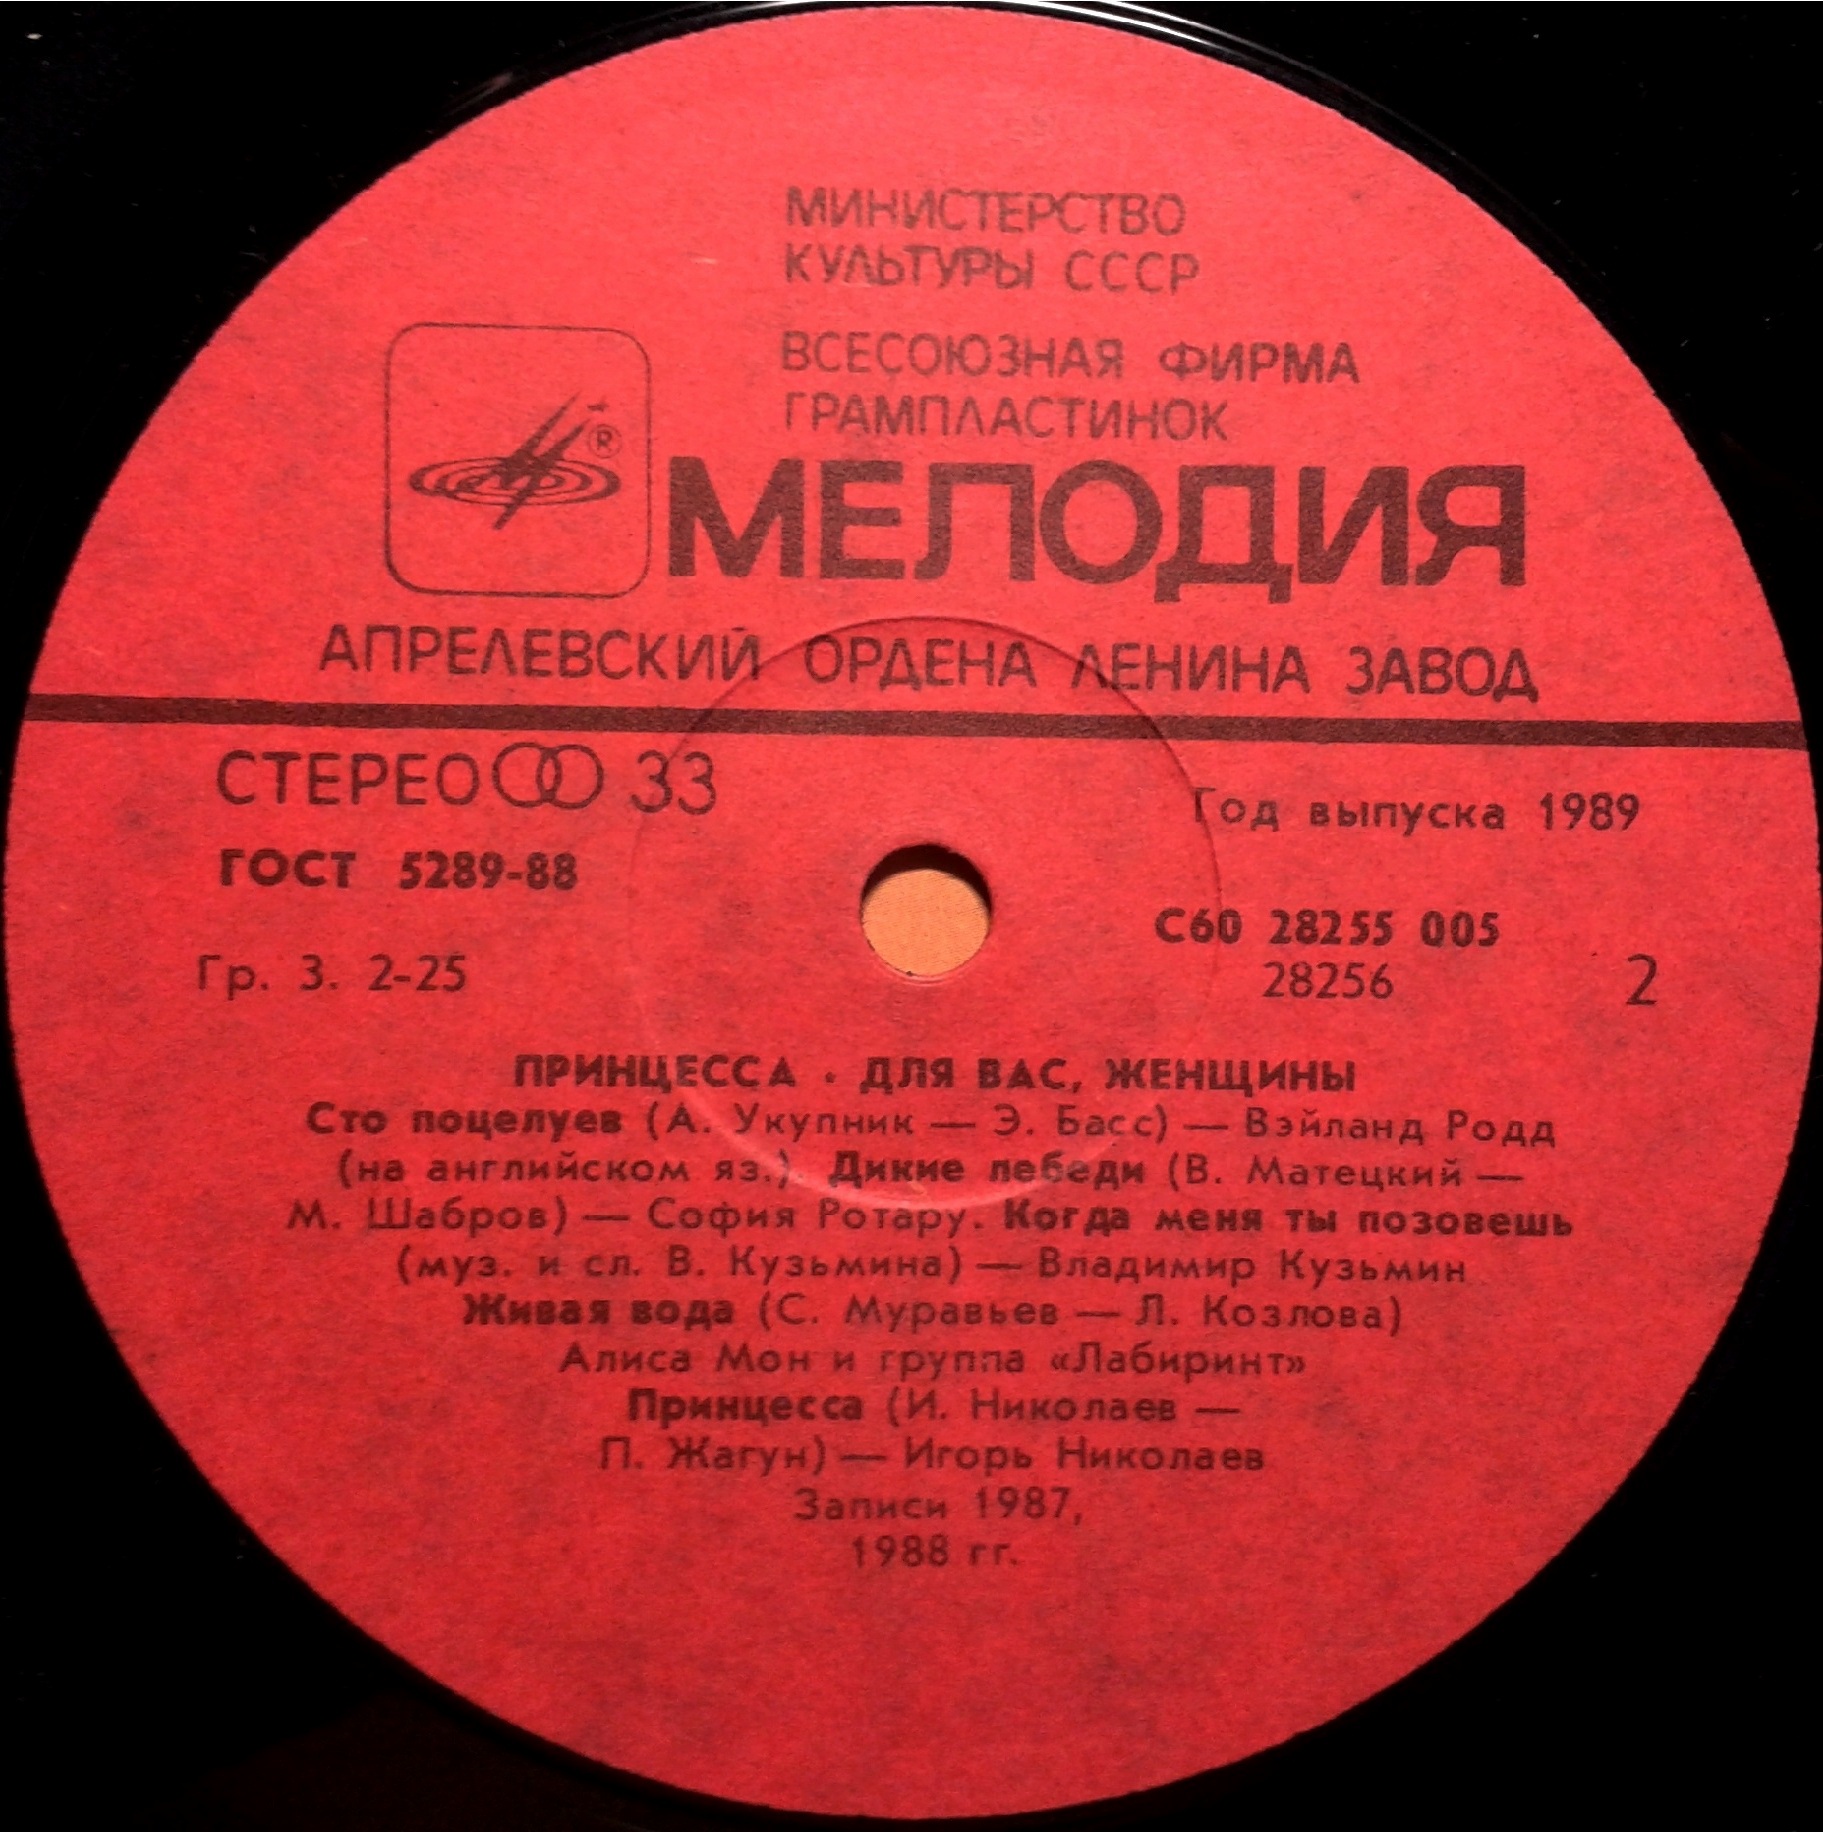 МИНИСТЕРСТВО
КУЛЬТУРЫ СССР
ВСЕСОЮЗНАЯ ФИРМА
ГРАМПЛАСТИНОК
®
МЕЛОДИЯ
АПРЕЛЕВСКИЙ ОРДЕНА ЛЕНИНА ЗАВОД
СТЕРЕО 33
Год выпуска 1989
ГОСТ 5289-88
С60 28255 005
Гр. 3. 2-25
28256
2
ПРИНЦЕССА · ДЛЯ ВАС, ЖЕНЩИНЫ
Сто поцелуев (А. Укупник — Э. Басс) — Вэйланд Родд
(на английском яз.). Дикие лебеди (В. Матецкий —
М. Шабров) — София Ротару. Когда меня ты позовешь
(муз. и сл. В. Кузьмина) — Владимир Кузьмин
Живая вода (С. Муравьев — Л. Козлова)
Алиса Мон и группа «Лабиринт»
Принцесса (И. Николаев —
П. Жагун) — Игорь Николаев
Записи 1987,
1988 гг.